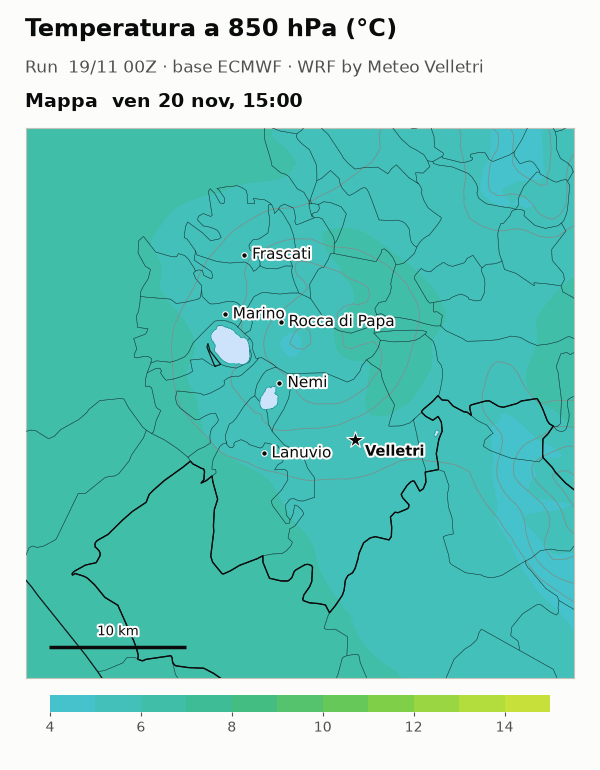 Temperatura a 850 hPa (°C)
Run  19/11 00Z · base ECMWF · WRF by Meteo Velletri
Mappa  ven 20 nov, 15:00
Frascati
Marino
Rocca di Papa
Nemi
Velletri
Lanuvio
10 km
4 6 8 10 12 14